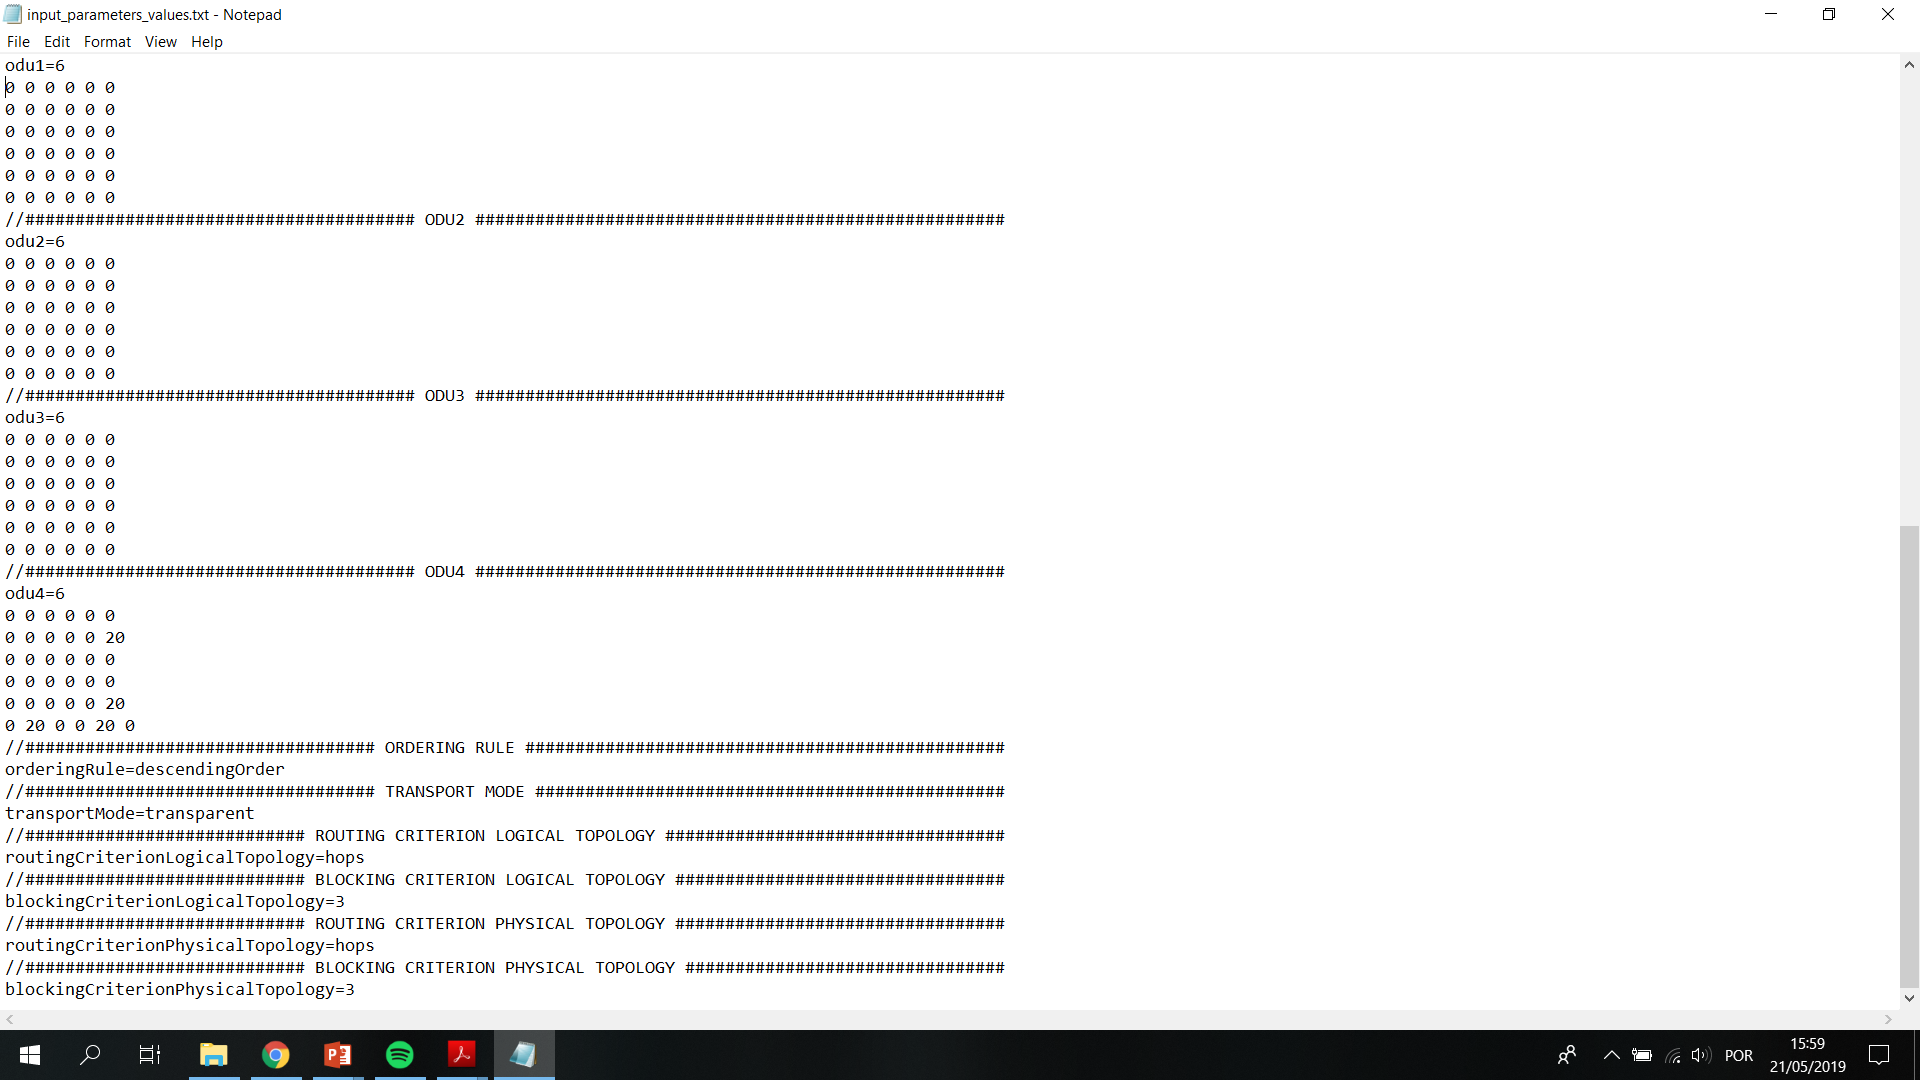 input_parameters_values.txt - Notepad
File Edit Format View Help
odu1=6
0 0 0 0 0 0
0 0 0 0 0 0
0 0 0 0 0 0
0 0 0 0 0 0
0 0 0 0 0 0
0 0 0 0 0 0
//####################################### ODU2 #####################################################
odu2=6
0 0 0 0 0 0
0 0 0 0 0 0
0 0 0 0 0 0
0 0 0 0 0 0
0 0 0 0 0 0
0 0 0 0 0 0
//####################################### ODU3 #####################################################
odu3=6
0 0 0 0 0 0
0 0 0 0 0 0
0 0 0 0 0 0
0 0 0 0 0 0
0 0 0 0 0 0
0 0 0 0 0 0
//####################################### ODU4 #####################################################
odu4=6
0 0 0 0 0 0
0 0 0 0 0 20
0 0 0 0 0 0
0 0 0 0 0 0
0 0 0 0 0 20
0 20 0 0 20 0
//################################### ORDERING RULE ################################################
orderingRule=descendingOrder
//################################### TRANSPORT MODE ###############################################
transportMode=transparent
//############################ ROUTING CRITERION LOGICAL TOPOLOGY ##################################
routingCriterionLogicalTopology=hops
//############################ BLOCKING CRITERION LOGICAL TOPOLOGY #################################
blockingCriterionLogicalTopology=3
//############################ ROUTING CRITERION PHYSICAL TOPOLOGY #################################
routingCriterionPhysicalTopology=hops
//############################ BLOCKING CRITERION PHYSICAL TOPOLOGY ################################
blockingCriterionPhysicalTopology=3
POR
15:59
21/05/2019